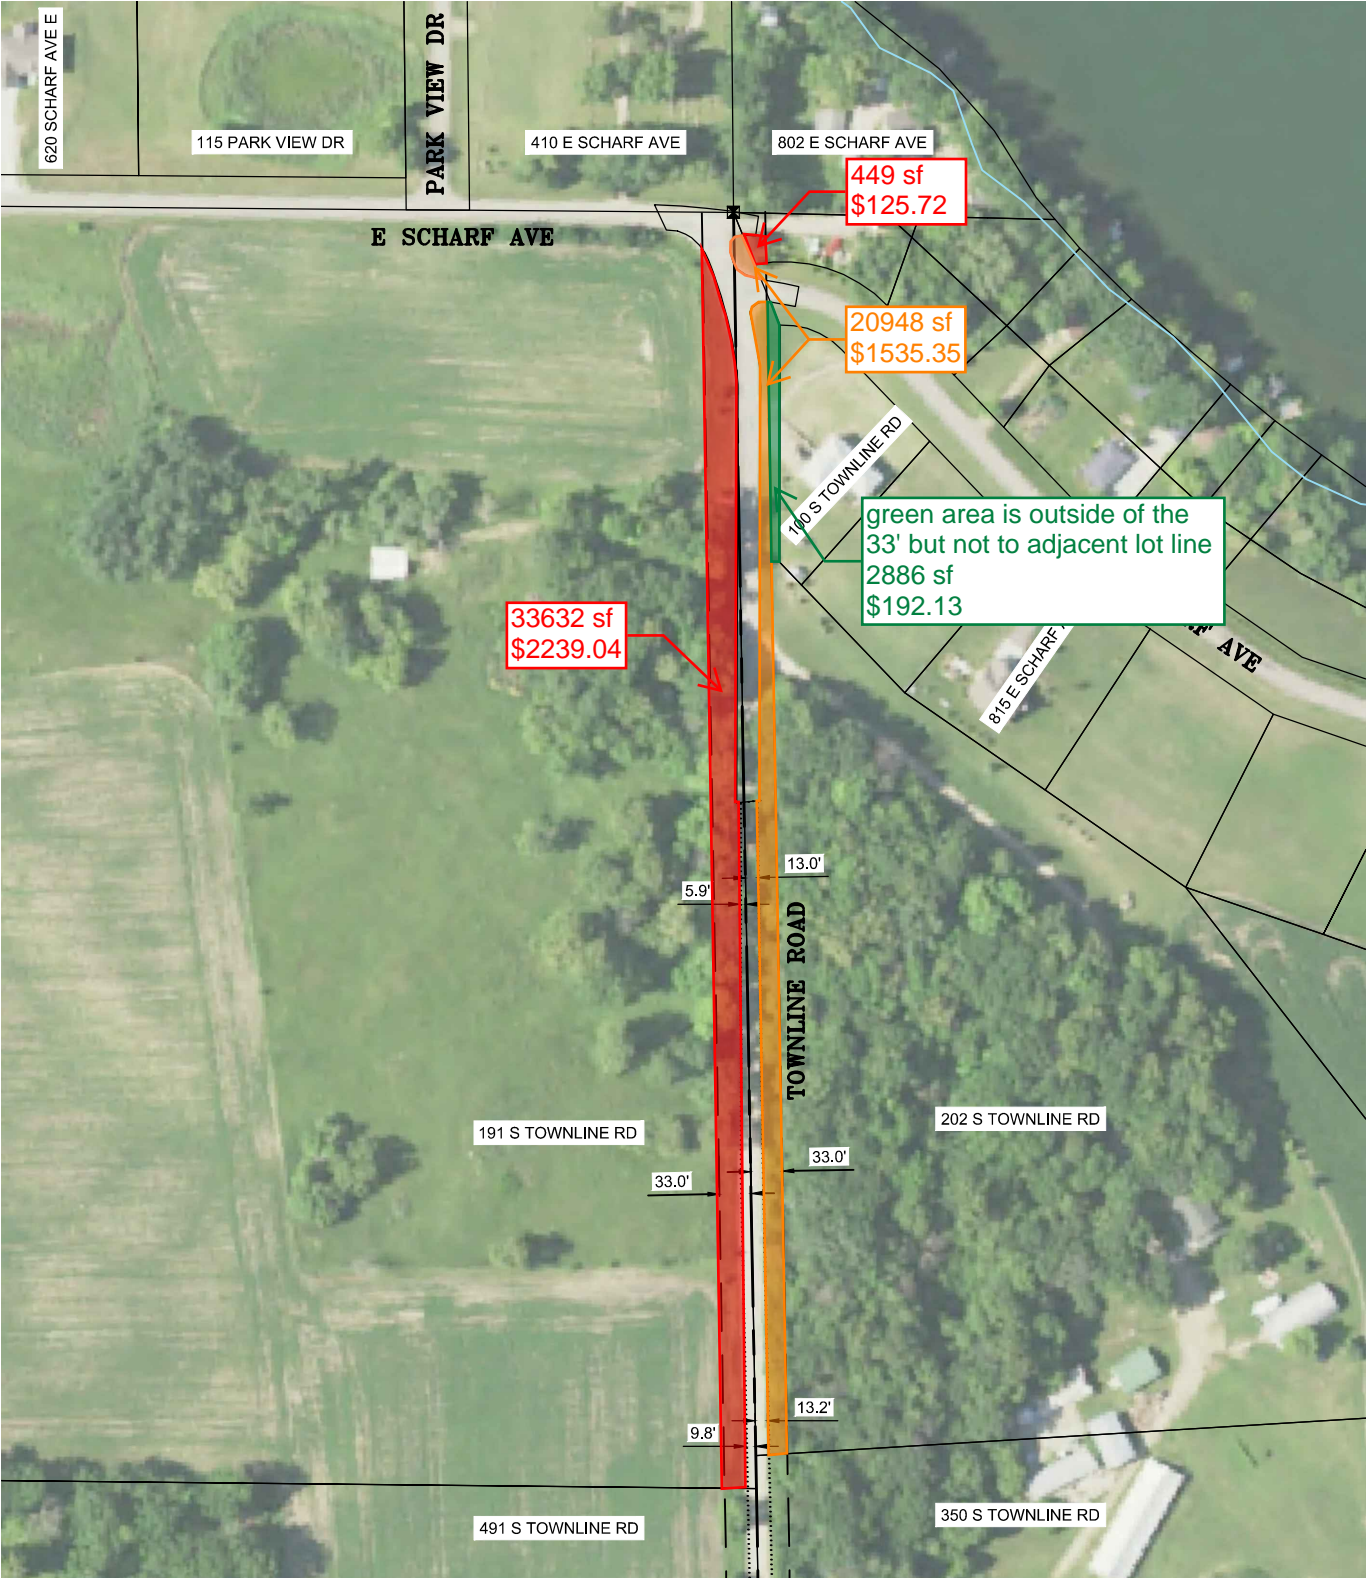 620 SCHARF AVE E
115 PARK VIEW DR
PARK VIEW DR
410 E SCHARF AVE
802 E SCHARF AVE
449 sf
$125.72
E SCHARF AVE
20948 sf
$1535.35
100 S TOWNLINE RD
green area is outside of the
33' but not to adjacent lot line
2886 sf
$192.13
33632 sf
$2239.04
815 E SCHARF
AVE
13.0'
5.9'
TOWNLINE ROAD
191 S TOWNLINE RD
202 S TOWNLINE RD
33.0'
33.0'
13.2'
9.8'
491 S TOWNLINE RD
350 S TOWNLINE RD